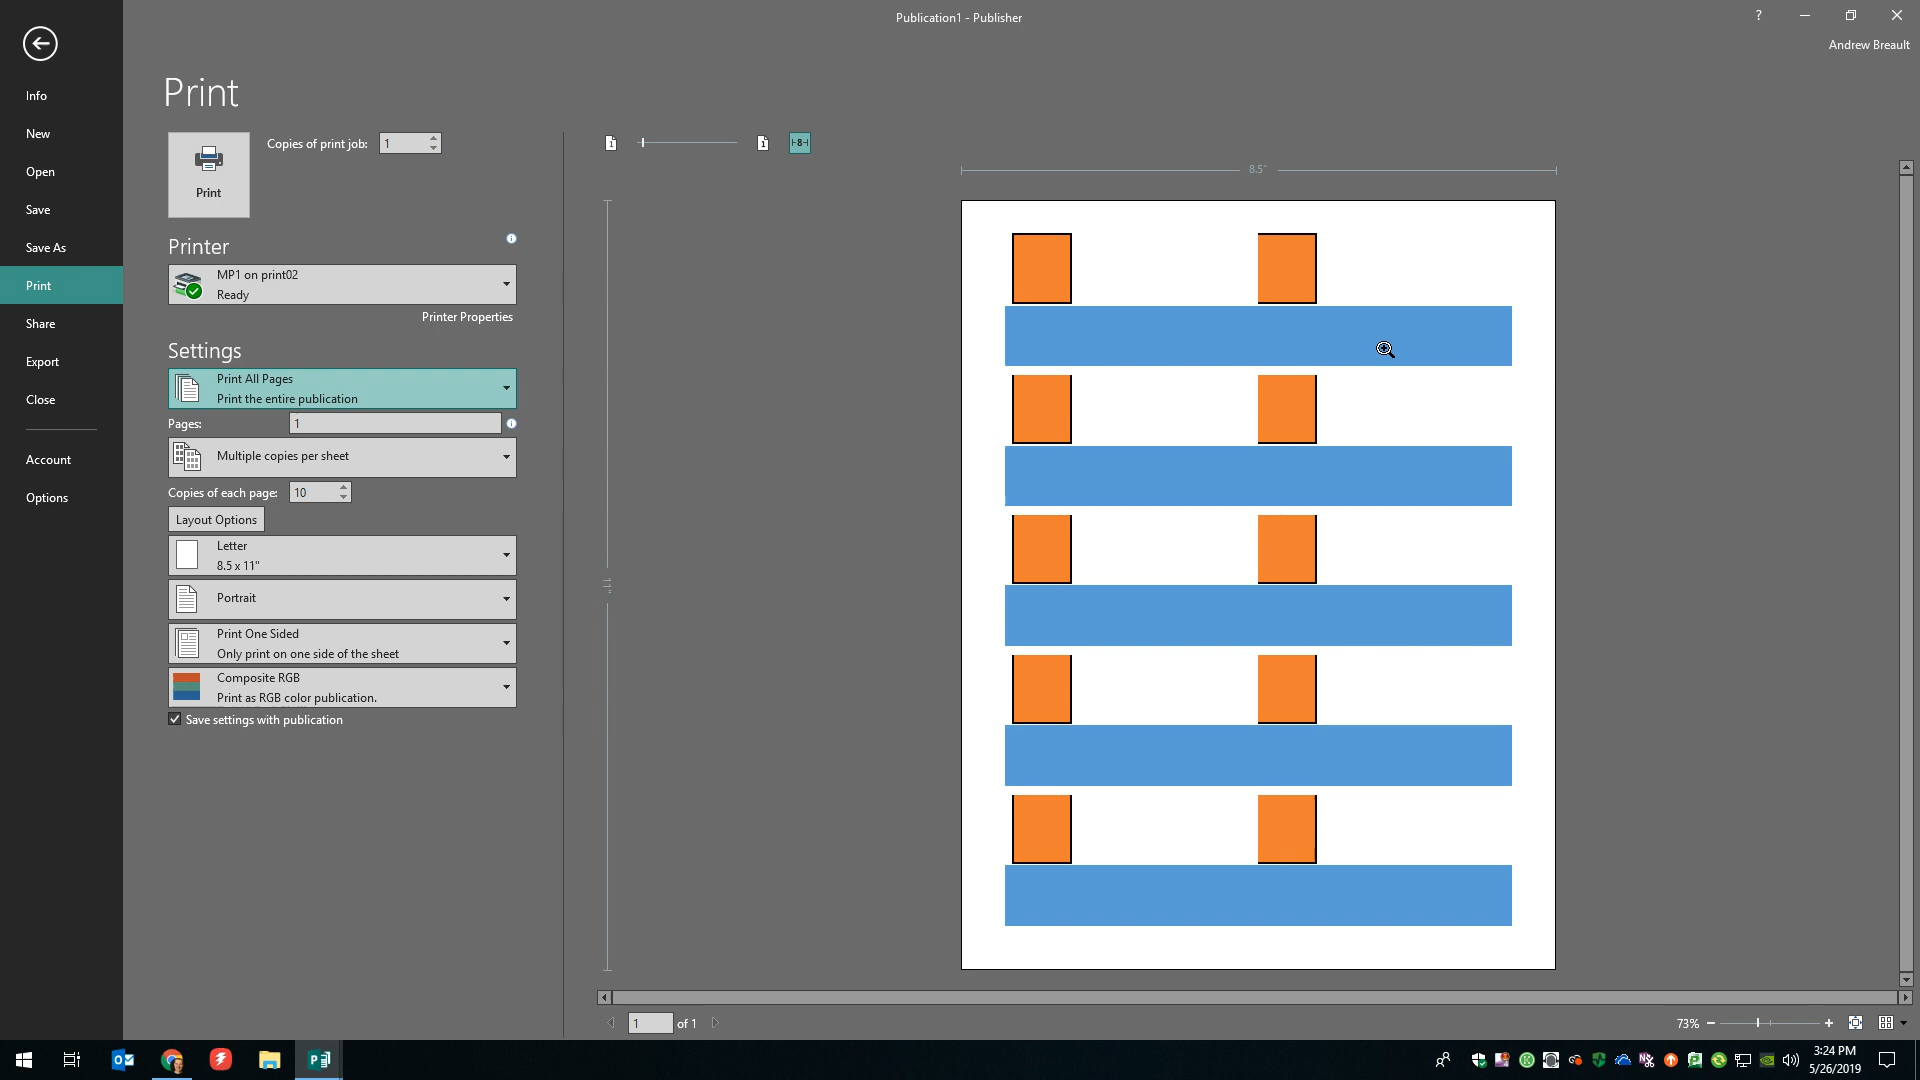 Publication1 - Publisher
?
Andrew Breault
Info
New
Open
Save
Save As
Print
Share
Export
Close
Account
Options
Print
Print
Copies of print job: 1
Printer
MP1 on print02
Ready
Printer Properties
Settings
Print All Pages
Print the entire publication
Pages: 1
Multiple copies per sheet
Copies of each page: 10
Layout Options
Letter
8.5 x 11"
Portrait
Print One Sided
Only print on one side of the sheet
Composite RGB
Print as RGB color publication.
Save settings with publication
8.5"
1 of 1
73%
3:24 PM
5/26/2019